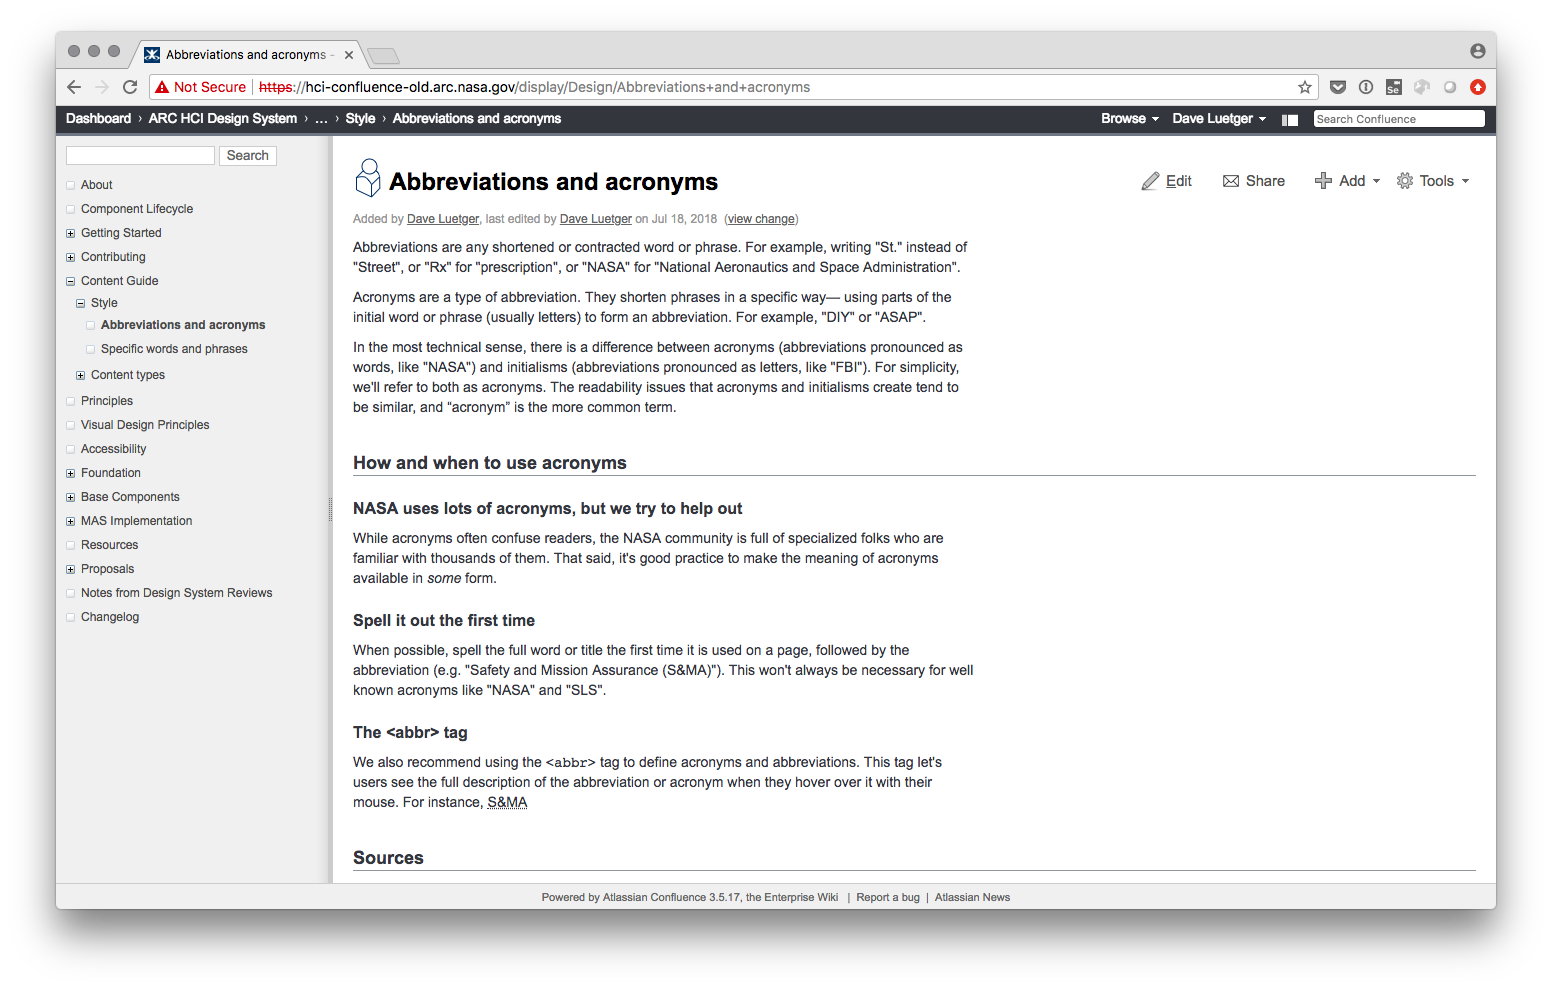 Abbreviations and acronyms -
Not Secure https://hci-confluence-old.arc.nasa.gov/display/Design/Abbreviations+and+acronyms
Se
Dashboard › ARC HCI Design System › ... › Style › Abbreviations and acronyms
Browse Dave Luetger Search Confluence
Search
About
Component Lifecycle
Getting Started
Contributing
Content Guide
Style
Abbreviations and acronyms
Specific words and phrases
Content types
Principles
Visual Design Principles
Accessibility
Foundation
Base Components
MAS Implementation
Resources
Proposals
Notes from Design System Reviews
Changelog
Abbreviations and acronyms
Edit Share Add Tools
Added by Dave Luetger, last edited by Dave Luetger on Jul 18, 2018 (view change)
Abbreviations are any shortened or contracted word or phrase. For example, writing "St." instead of
"Street", or "Rx" for "prescription", or "NASA" for "National Aeronautics and Space Administration".
Acronyms are a type of abbreviation. They shorten phrases in a specific way— using parts of the
initial word or phrase (usually letters) to form an abbreviation. For example, "DIY" or "ASAP".
In the most technical sense, there is a difference between acronyms (abbreviations pronounced as
words, like "NASA") and initialisms (abbreviations pronounced as letters, like "FBI"). For simplicity,
we'll refer to both as acronyms. The readability issues that acronyms and initialisms create tend to
be similar, and “acronym” is the more common term.
How and when to use acronyms
NASA uses lots of acronyms, but we try to help out
While acronyms often confuse readers, the NASA community is full of specialized folks who are
familiar with thousands of them. That said, it's good practice to make the meaning of acronyms
available in some form.
Spell it out the first time
When possible, spell the full word or title the first time it is used on a page, followed by the
abbreviation (e.g. "Safety and Mission Assurance (S&MA)"). This won't always be necessary for well
known acronyms like "NASA" and "SLS".
The <abbr> tag
We also recommend using the <abbr> tag to define acronyms and abbreviations. This tag let's
users see the full description of the abbreviation or acronym when they hover over it with their
mouse. For instance, S&MA
Sources
Powered by Atlassian Confluence 3.5.17, the Enterprise Wiki | Report a bug | Atlassian News